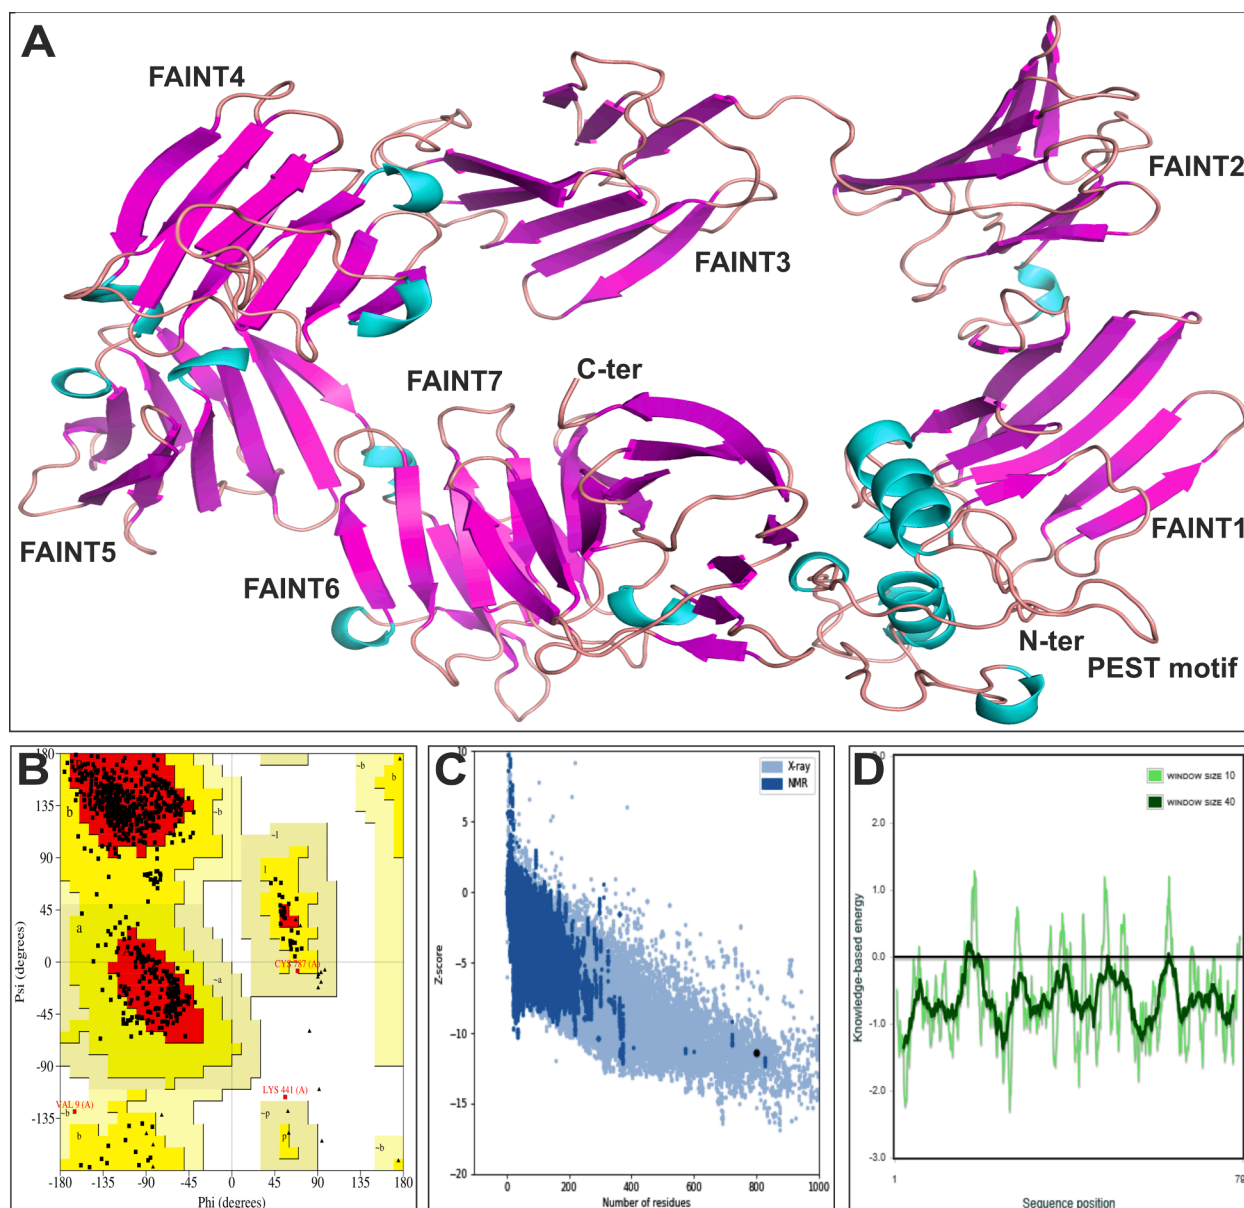 A
FAINT4
FAINT2
FAINT3
FAINT7
C-ter
FAINT5
FAINT6
FAINT1
N-ter
PEST motif
B
180
135
90
45
0
-45
-90
-135
Psi (degrees)
b
~b
~b
b
~l
l
a
~a
CYS 787 (A)
LYS 441 (A)
VAL 9 (A)
~b
b
~p
p
~b
-180 -135 -90 -45 0 45 90 135 180
Phi (degrees)
C
X-ray
NMR
10
5
0
-5
-10
-15
-20
Z-score
0 200 400 600 800 1000
Number of residues
D
WINDOW SIZE 10
WINDOW SIZE 40
3.0
2.0
1.0
0.0
-1.0
-2.0
-3.0
Knowledge-based energy
1 79
Sequence position